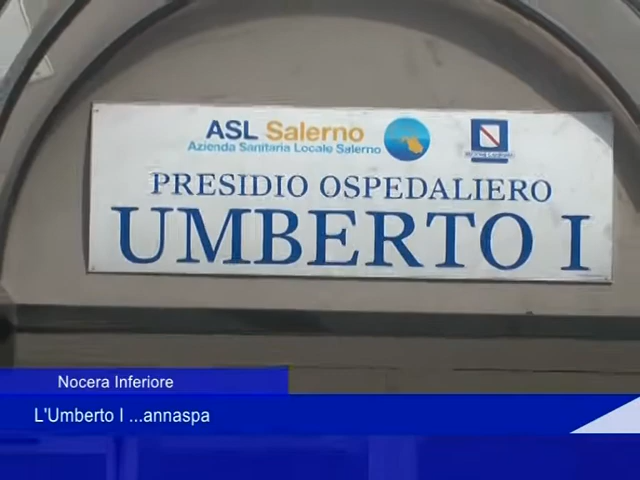 ASL Salerno
Azienda Sanitaria Locale Salerno
PRESIDIO OSPEDALIERO
UMBERTO I
Nocera Inferiore
L'Umberto I ...annaspa